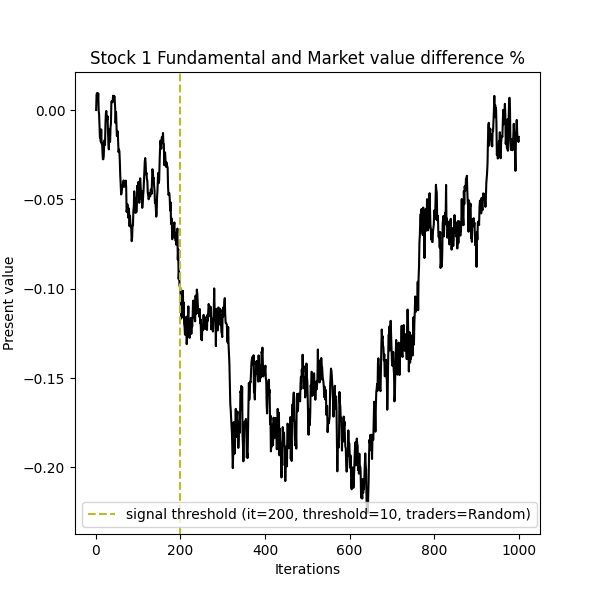 Stock 1 Fundamental and Market value difference %
Present value
0.00
−0.05
−0.10
−0.15
−0.20
signal threshold (it=200, threshold=10, traders=Random)
0
200
400
600
800
1000
Iterations